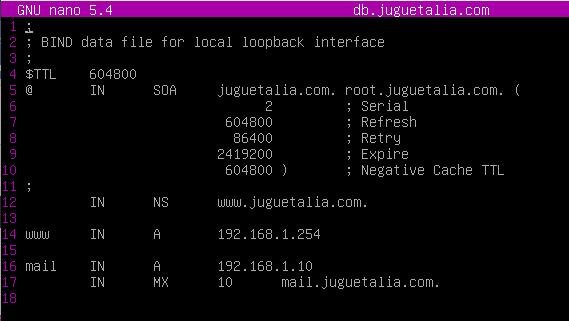 GNU nano 5.4 db.juguetalia.com
1 ;
2 ; BIND data file for local loopback interface
3 ;
4 $TTL 604800
5 @ IN SOA juguetalia.com. root.juguetalia.com. (
6 2 ; Serial
7 604800 ; Refresh
8 86400 ; Retry
9 2419200 ; Expire
10 604800 ) ; Negative Cache TTL
11 ;
12 IN NS www.juguetalia.com.
13
14 www IN A 192.168.1.254
15
16 mail IN A 192.168.1.10
17 IN MX 10 mail.juguetalia.com.
18